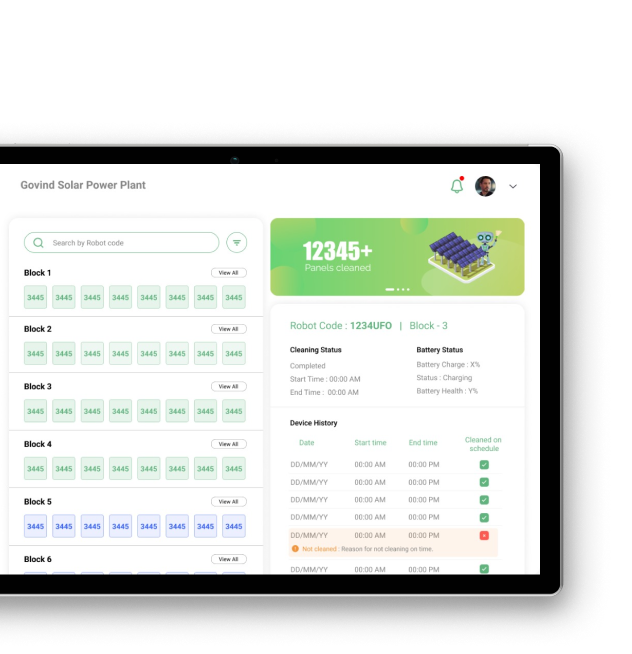 Govind Solar Power Plant
Search by Robot code
Block 1 View All
3445 3445 3445 3445 3445 3445 3445 3445
Block 2 View All
3445 3445 3445 3445 3445 3445 3445 3445
Block 3 View All
3445 3445 3445 3445 3445 3445 3445 3445
Block 4 View All
3445 3445 3445 3445 3445 3445 3445 3445
Block 5 View All
3445 3445 3445 3445 3445 3445 3445 3445
Block 6 View All
12345+
Panels cleaned
Robot Code : 1234UFO | Block - 3
Cleaning Status
Completed
Start Time : 00:00 AM
End Time : 00:00 AM
Battery Status
Battery Charge : X%
Status : Charging
Battery Health : Y%
Device History
Date Start time End time Cleaned on
schedule
DD/MM/YY 00:00 AM 00:00 PM
DD/MM/YY 00:00 AM 00:00 PM
DD/MM/YY 00:00 AM 00:00 PM
DD/MM/YY 00:00 AM 00:00 PM
DD/MM/YY 00:00 AM 00:00 PM
Not cleaned : Reason for not cleaning on time.
DD/MM/YY 00:00 AM 00:00 PM